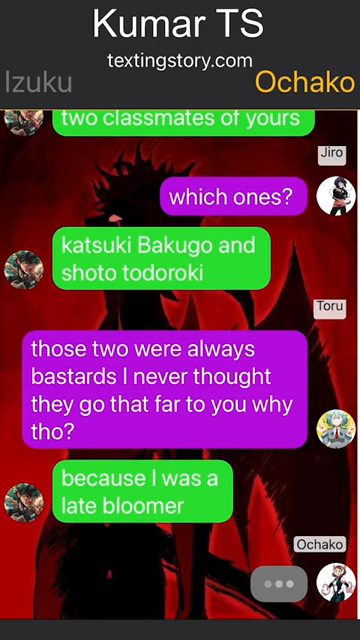 Kumar TS
textingstory.com
Izuku
Ochako
two classmates of yours
Jiro
which ones?
katsuki Bakugo and
shoto todoroki
Toru
those two were always
bastards I never thought
they go that far to you why
tho?
because I was a
late bloomer
Ochako